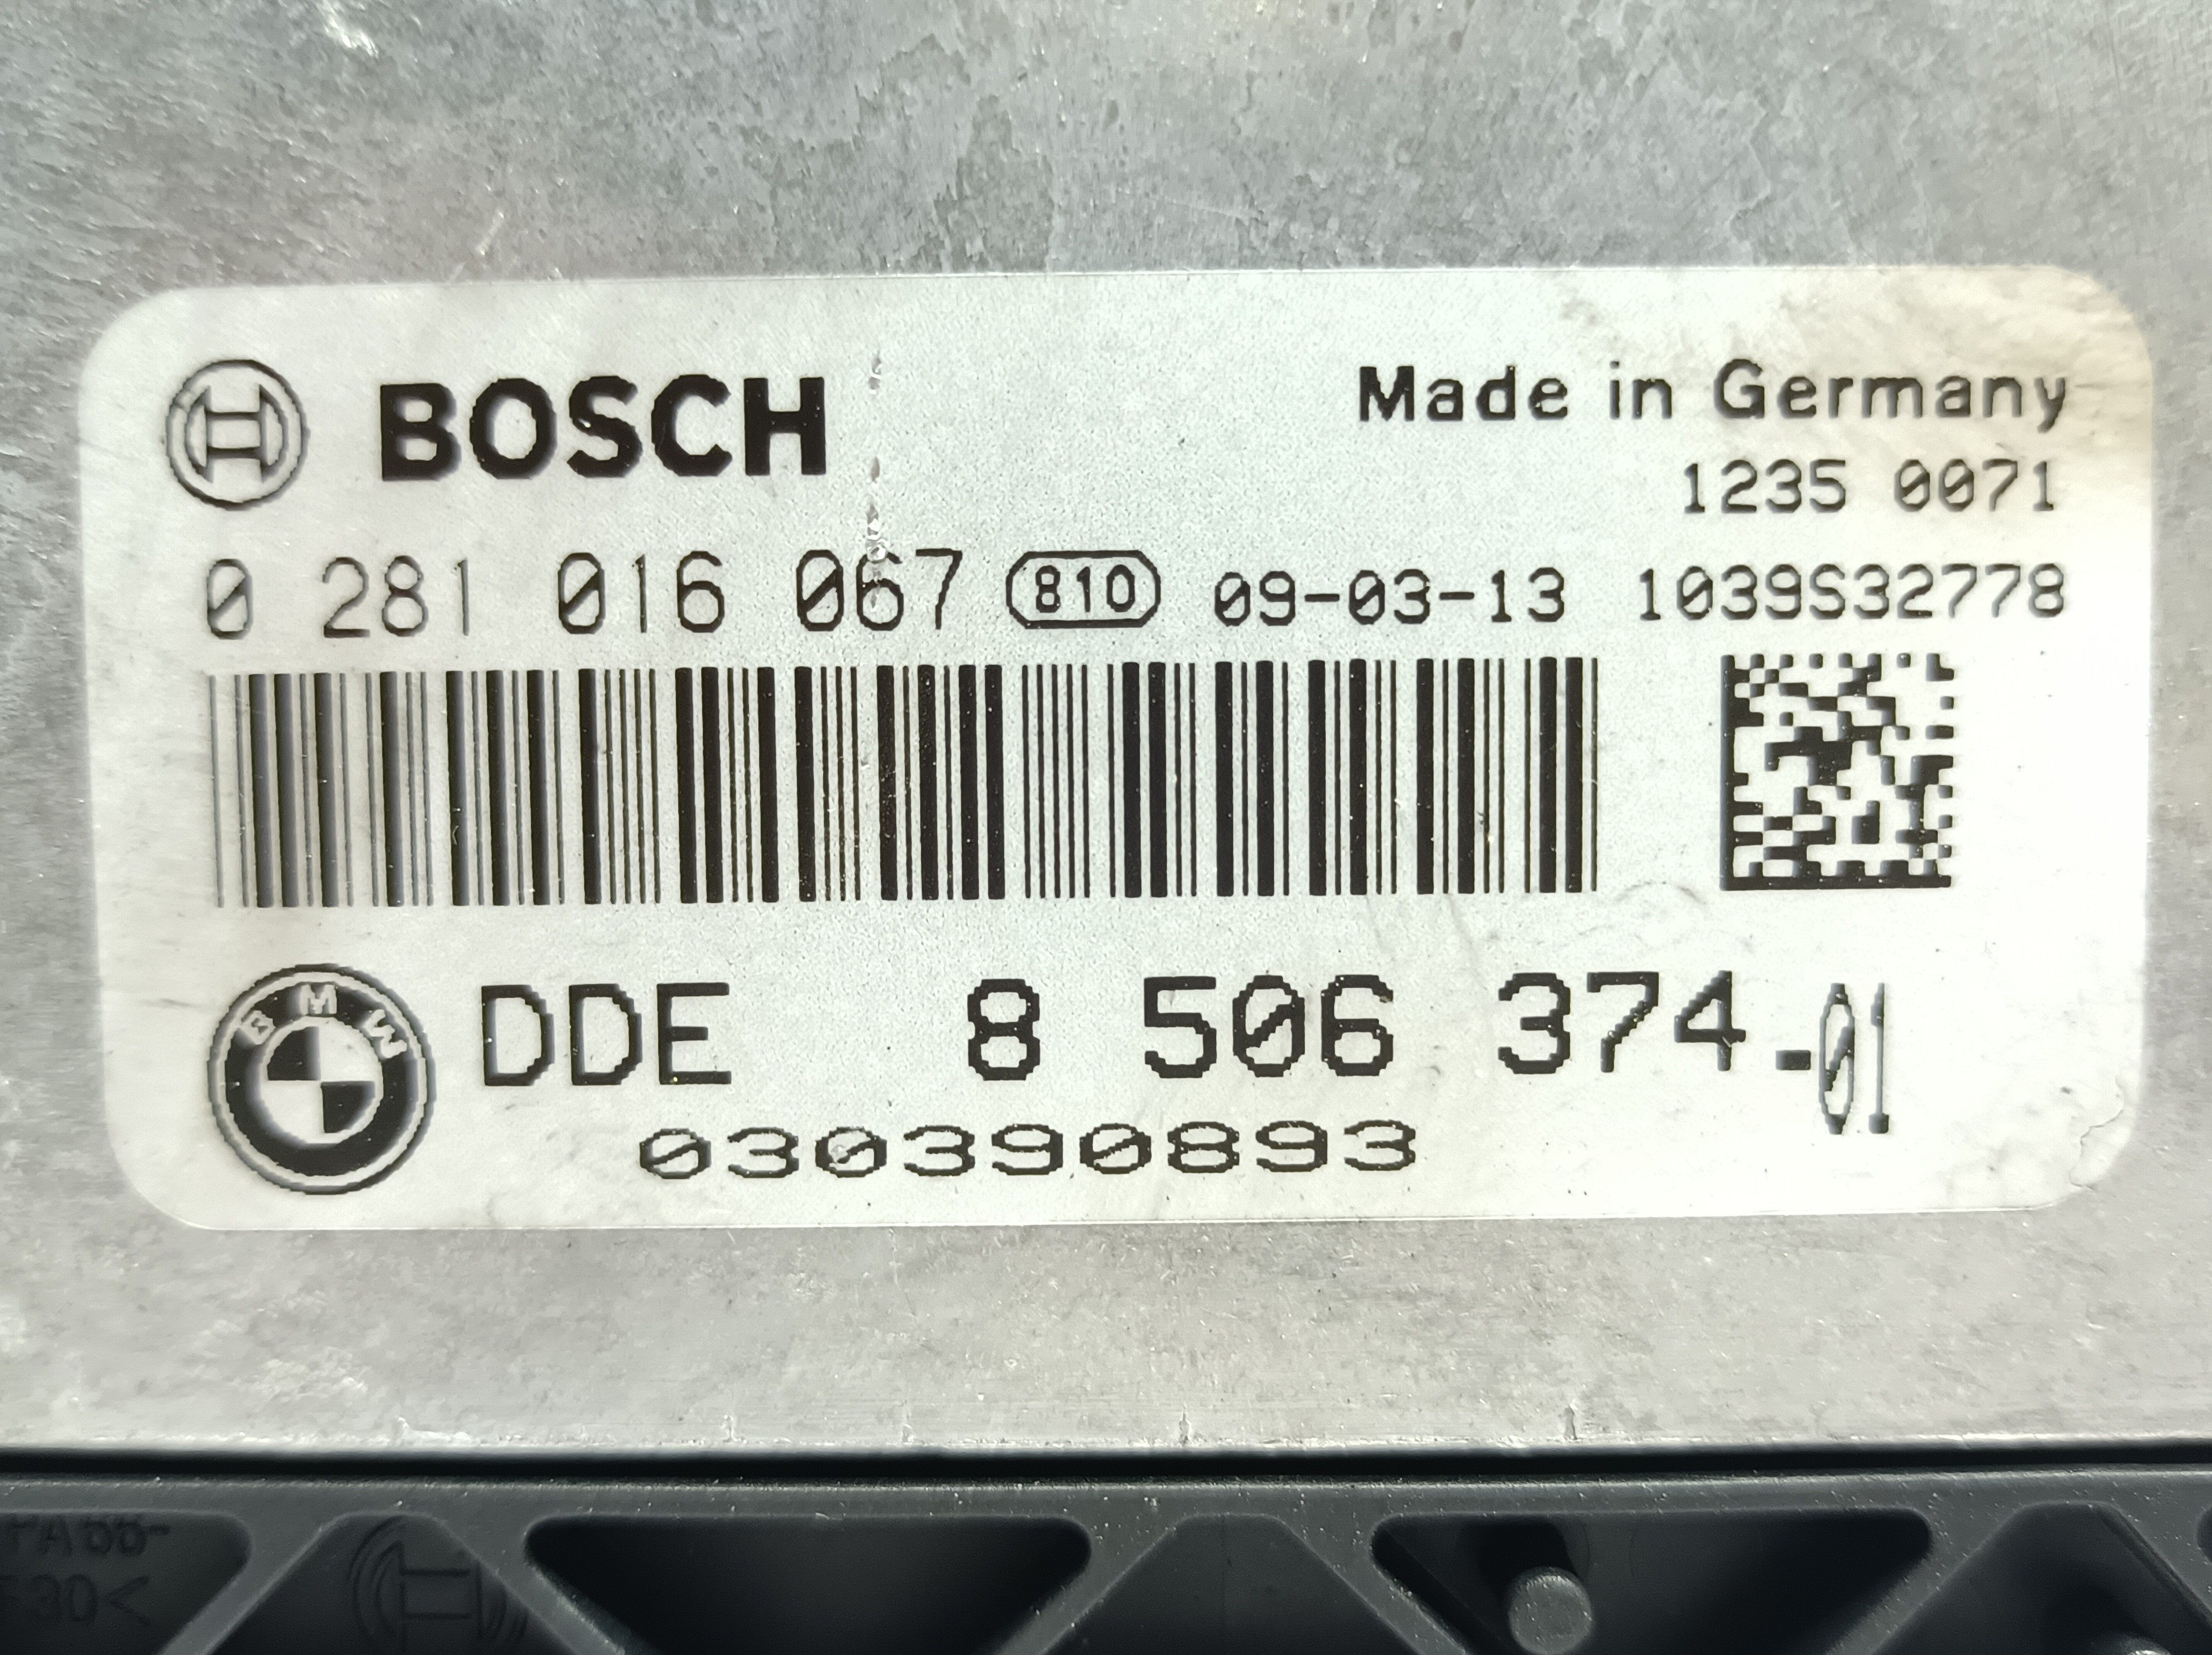 BOSCH
Made in Germany
1235 0071
0 281 016 067 810 09-03-13 1039S32778
BMW
DDE 8 506 374 -01
030390893